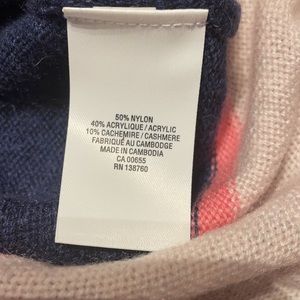 50% NYLON
40% ACRYLIQUE / ACRYLIC
10% CACHEMIRE / CASHMERE
FABRIQUÉ AU CAMBODGE
MADE IN CAMBODIA
CA 00655
RN 138760